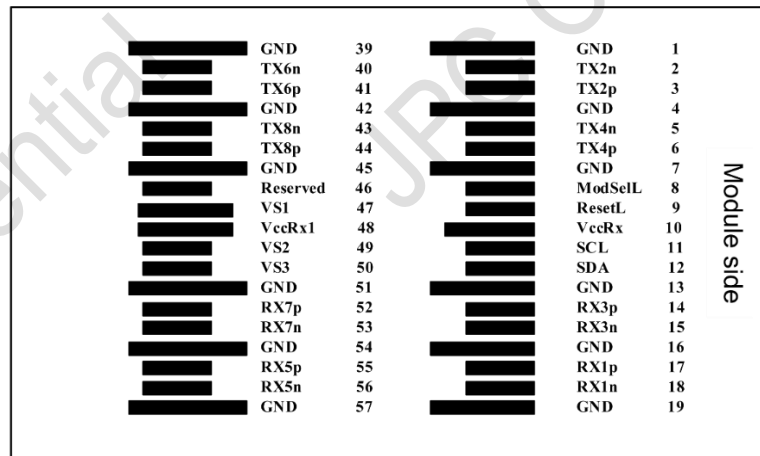 GND 39 GND 1
TX6n 40 TX2n 2
TX6p 41 TX2p 3
GND 42 GND 4
TX8n 43 TX4n 5
TX8p 44 TX4p 6
GND 45 GND 7
Reserved 46 ModSelL 8
VS1 47 ResetL 9
VccRx1 48 VccRx 10
VS2 49 SCL 11
VS3 50 SDA 12
GND 51 GND 13
RX7p 52 RX3p 14
RX7n 53 RX3n 15
GND 54 GND 16
RX5p 55 RX1p 17
RX5n 56 RX1n 18
GND 57 GND 19
Module side
ential
JPC